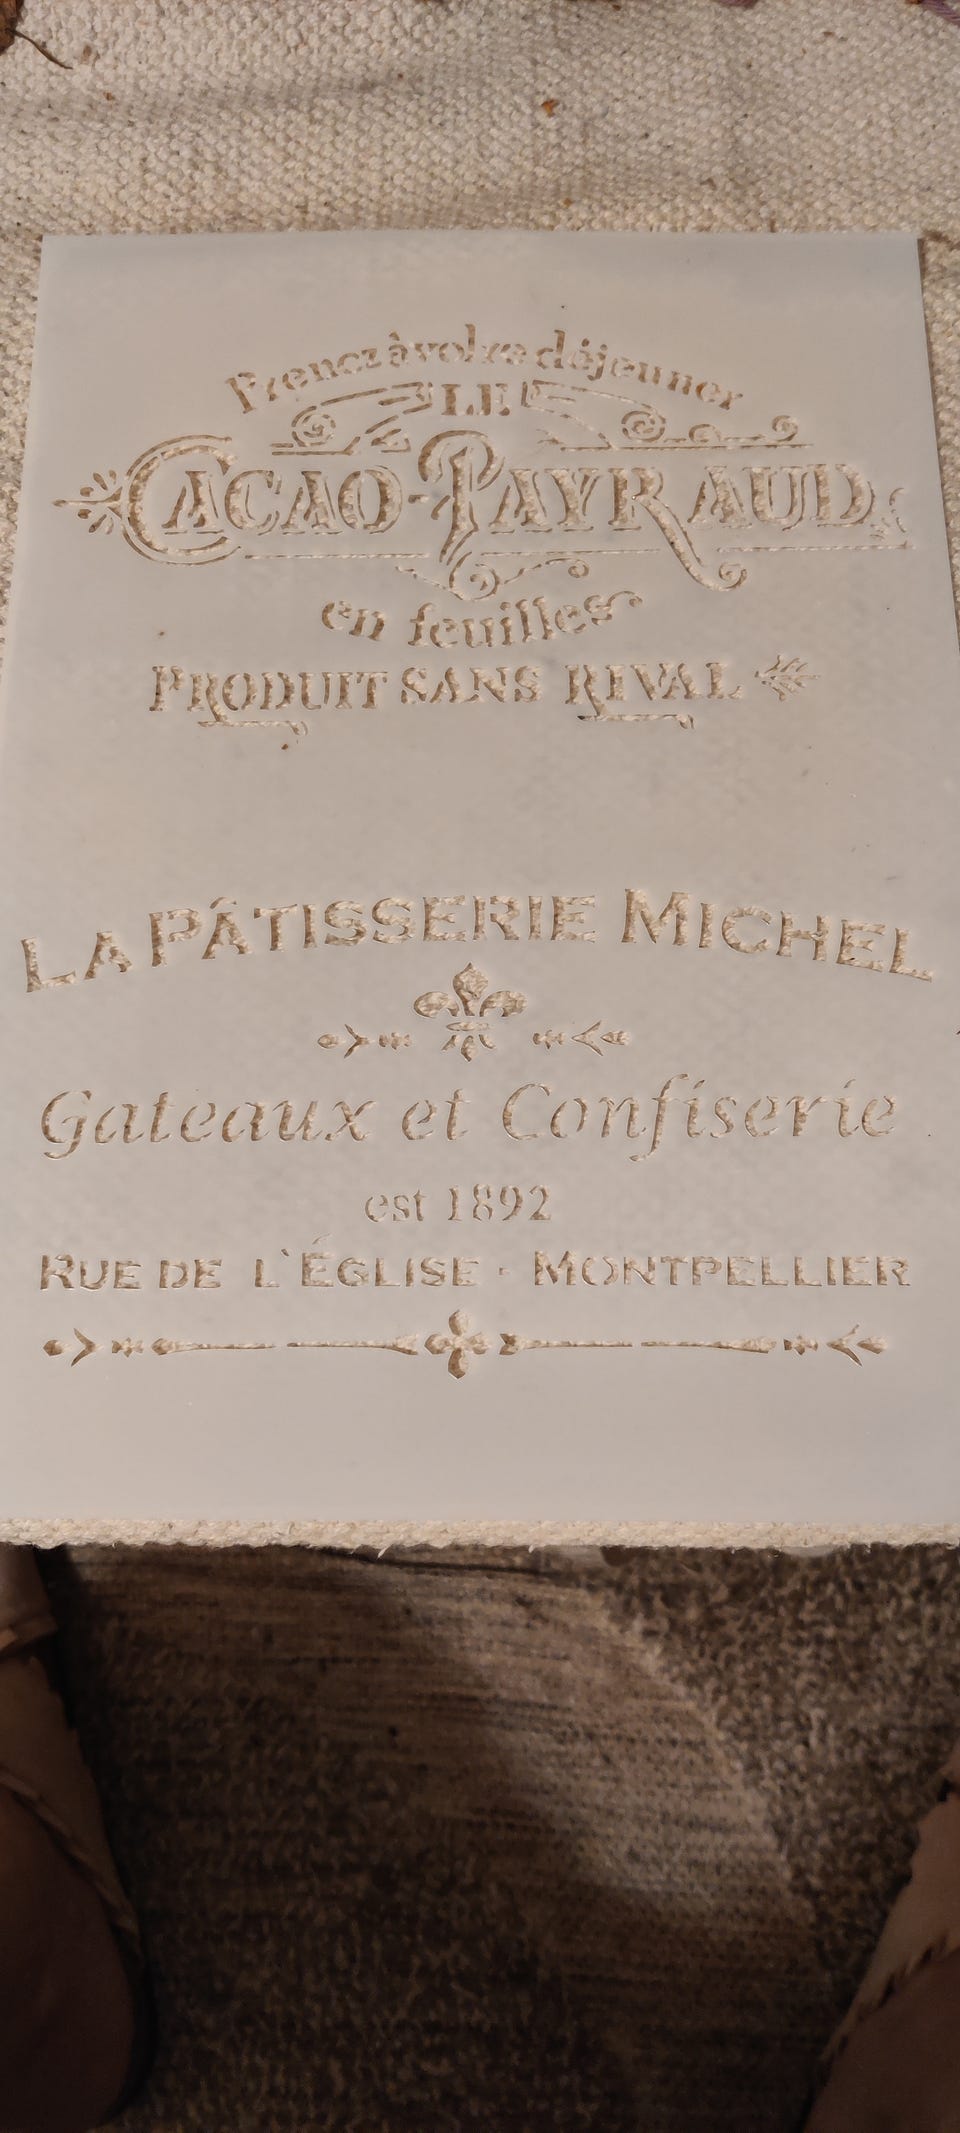 Prenez à votre déjeuner
LE
CACAO-PAYRAUD
en feuilles
PRODUIT SANS RIVAL
LA PÂTISSERIE MICHEL
Gateaux et Confiserie
est 1892
RUE DE L`ÉGLISE · MONTPELLIER